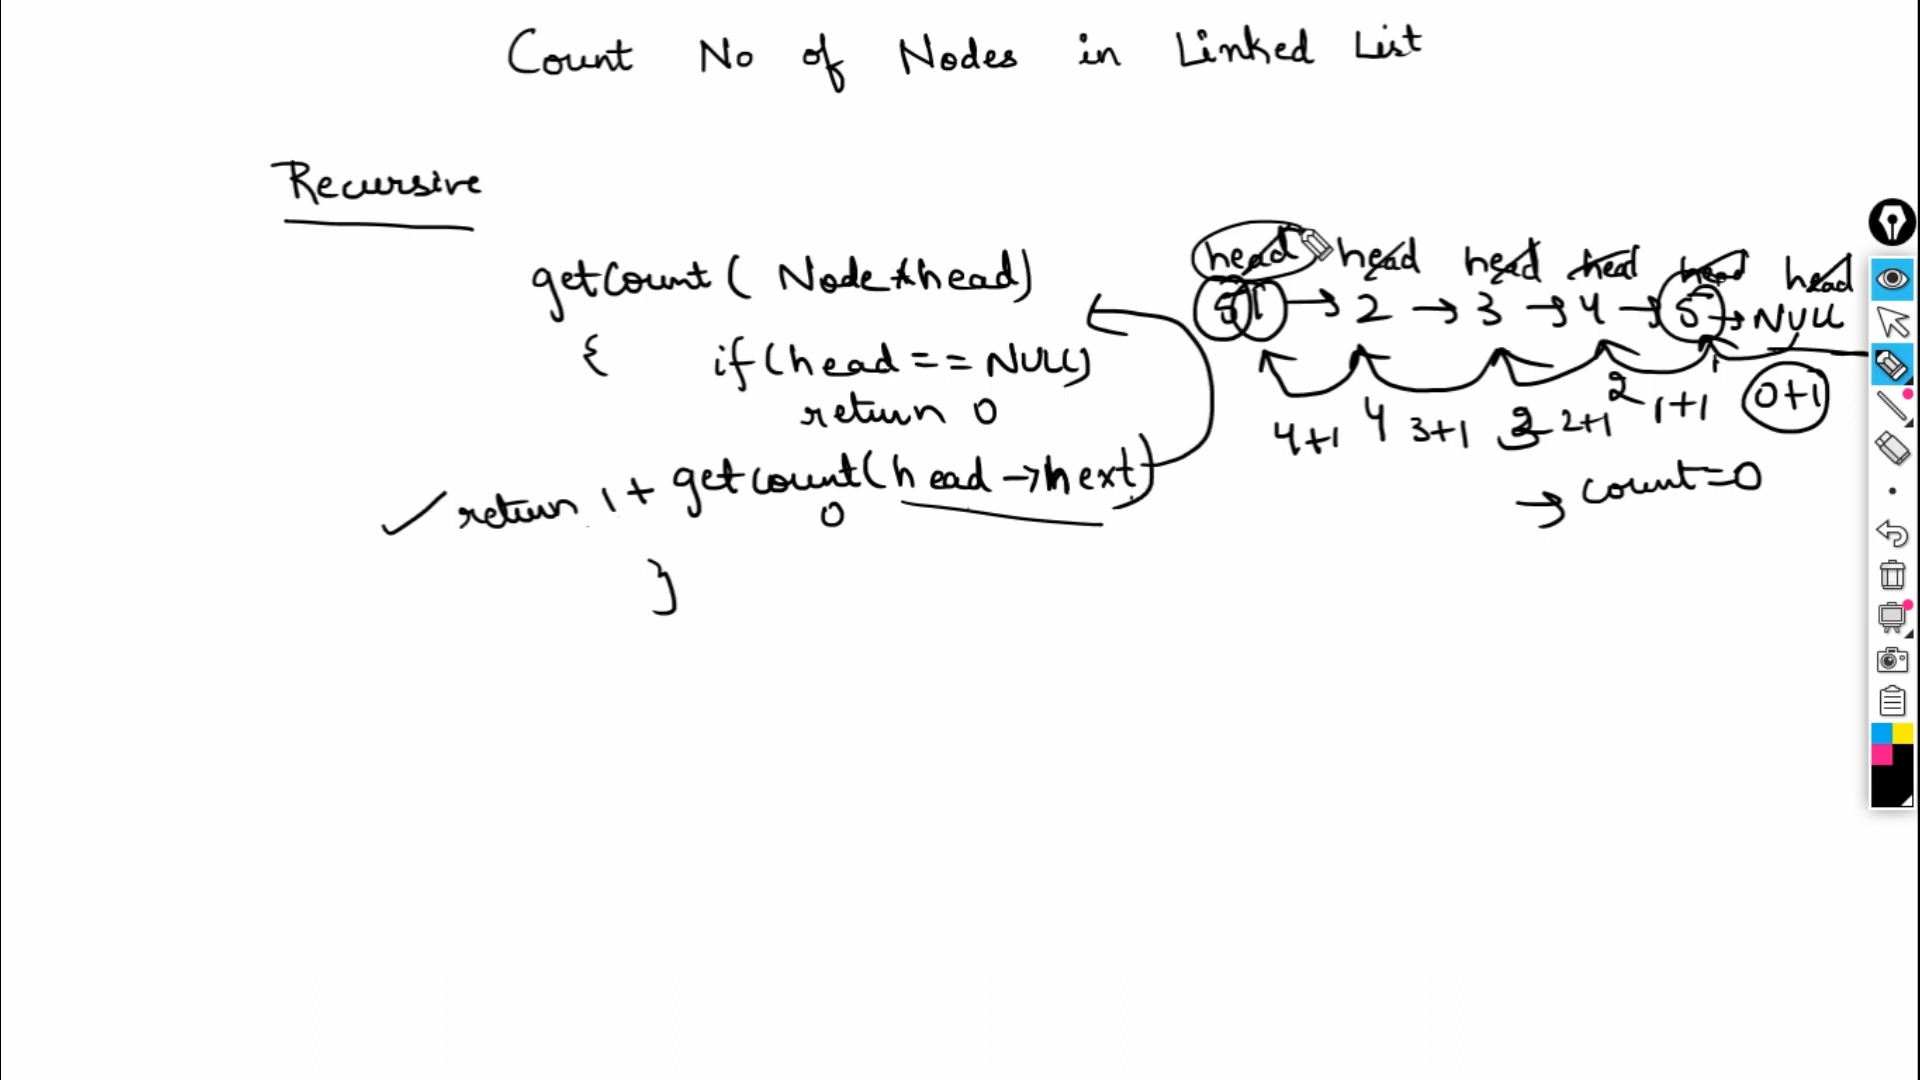 Count No of Nodes in Linked List
Recursive
getcount ( Node *head)
{ if (head == NULL)
return 0
return 1 + getcount(head →next)
0
}
head head head head head head
5 1 → 2 → 3 → 4 → 5 → NULL
4+1 4 3+1 3 2+1 2 1+1 1 0+1
→ count=0